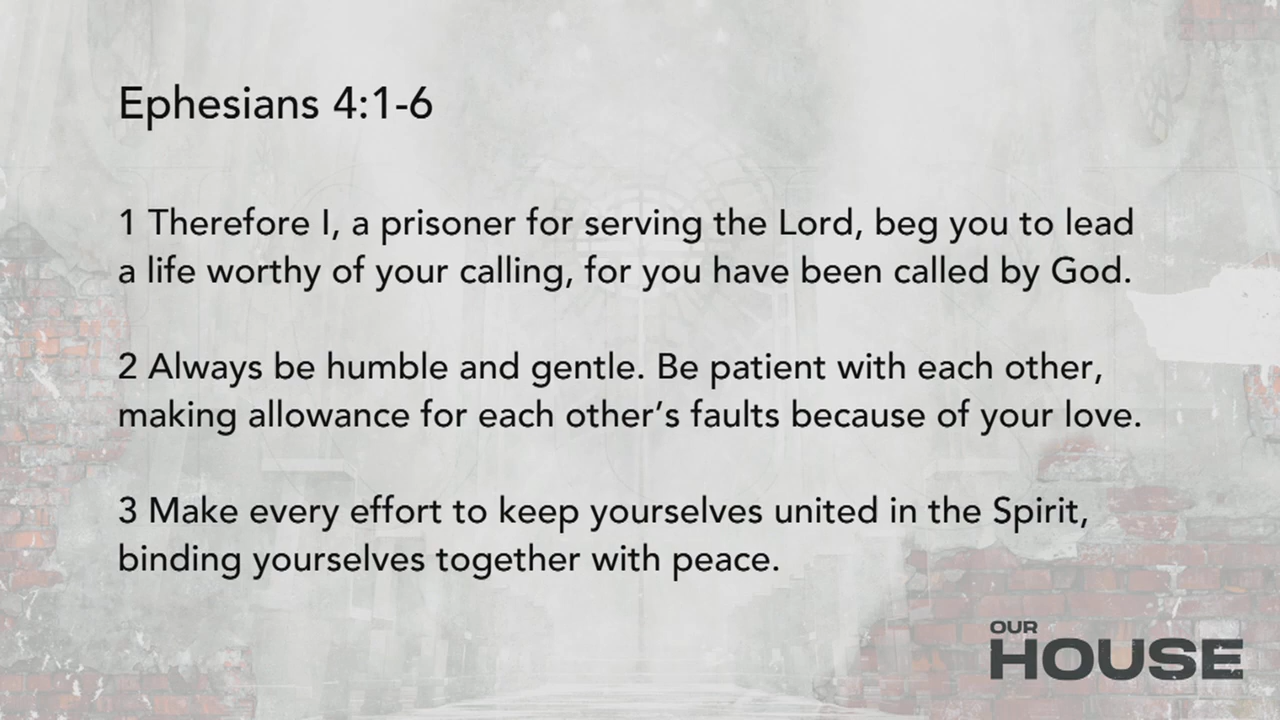 Ephesians 4:1-6
1 Therefore I, a prisoner for serving the Lord, beg you to lead
a life worthy of your calling, for you have been called by God.
2 Always be humble and gentle. Be patient with each other,
making allowance for each other’s faults because of your love.
3 Make every effort to keep yourselves united in the Spirit,
binding yourselves together with peace.
OUR
HOUSE